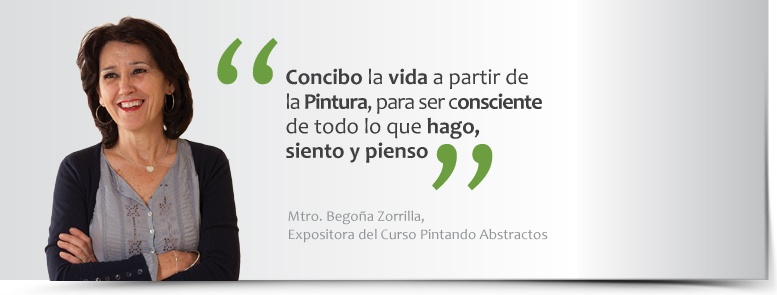 “
Concibo la vida a partir de
la Pintura, para ser consciente
de todo lo que hago,
siento y pienso ”
Mtro. Begoña Zorrilla,
Expositora del Curso Pintando Abstractos